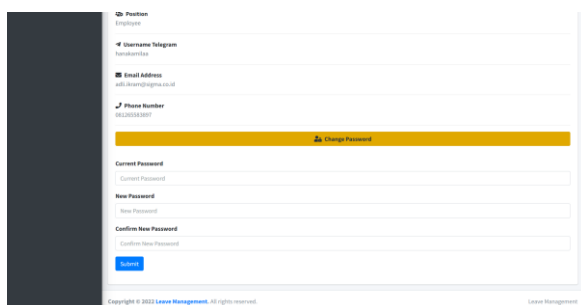 Position
Employee
Username Telegram
hanskamilas
Email Address
adli.ikram@sigma.co.id
Phone Number
081265383897
Change Password
Current Password
Current Password
New Password
New Password
Confirm New Password
Confirm New Password
Submit
Copyright © 2022 Leave Management. All rights reserved. Leave Management